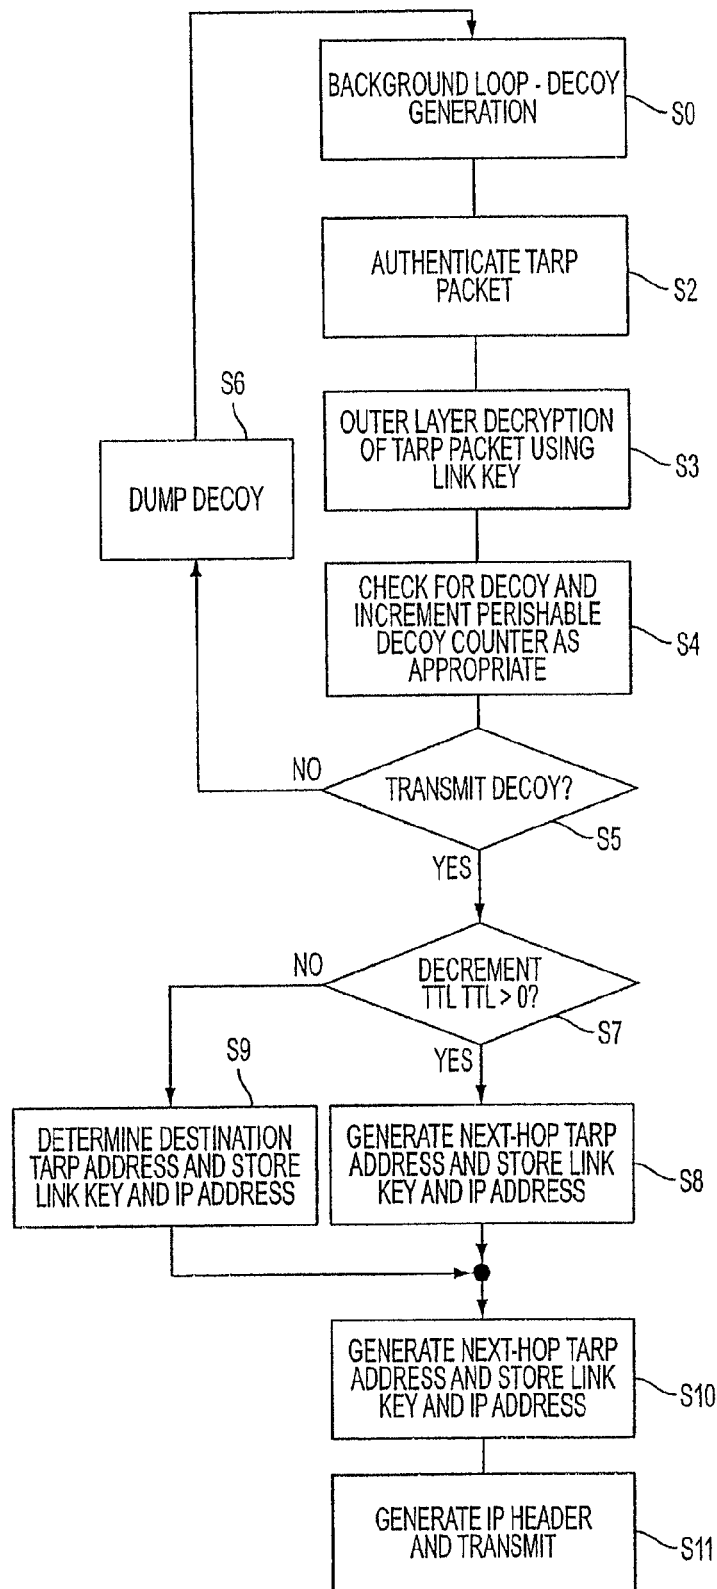 BACKGROUND LOOP - DECOY
GENERATION
S0
AUTHENTICATE TARP
PACKET
S2
S6
OUTER LAYER DECRYPTION
OF TARP PACKET USING
LINK KEY
S3
DUMP DECOY
CHECK FOR DECOY AND
INCREMENT PERISHABLE
DECOY COUNTER AS
APPROPRIATE
S4
NO
TRANSMIT DECOY?
S5
YES
NO
DECREMENT
TTL TTL > 0?
S7
YES
S9
DETERMINE DESTINATION
TARP ADDRESS AND STORE
LINK KEY AND IP ADDRESS
GENERATE NEXT-HOP TARP
ADDRESS AND STORE LINK
KEY AND IP ADDRESS
S8
GENERATE NEXT-HOP TARP
ADDRESS AND STORE LINK
KEY AND IP ADDRESS
S10
GENERATE IP HEADER
AND TRANSMIT
S11